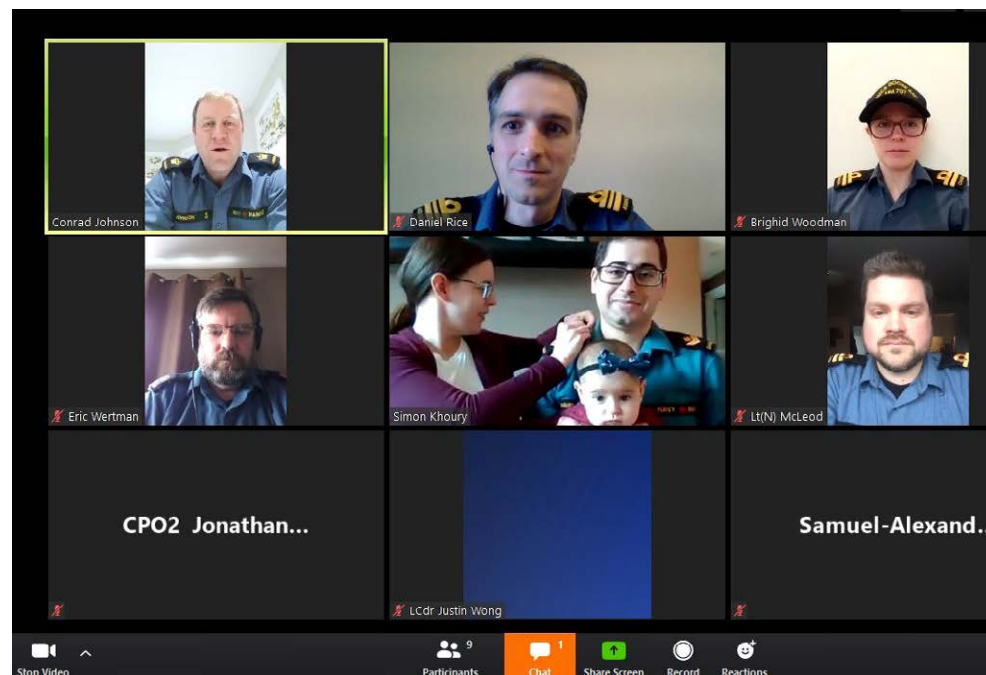 Conrad Johnson
Daniel Rice
Brighid Woodman
Eric Wertman
Simon Khoury
Lt(N) McLeod
CPO2 Jonathan...
LCdr Justin Wong
Samuel-Alexand..
Stop Video
9
Participants
1
Chat
Share Screen
Record
Reactions